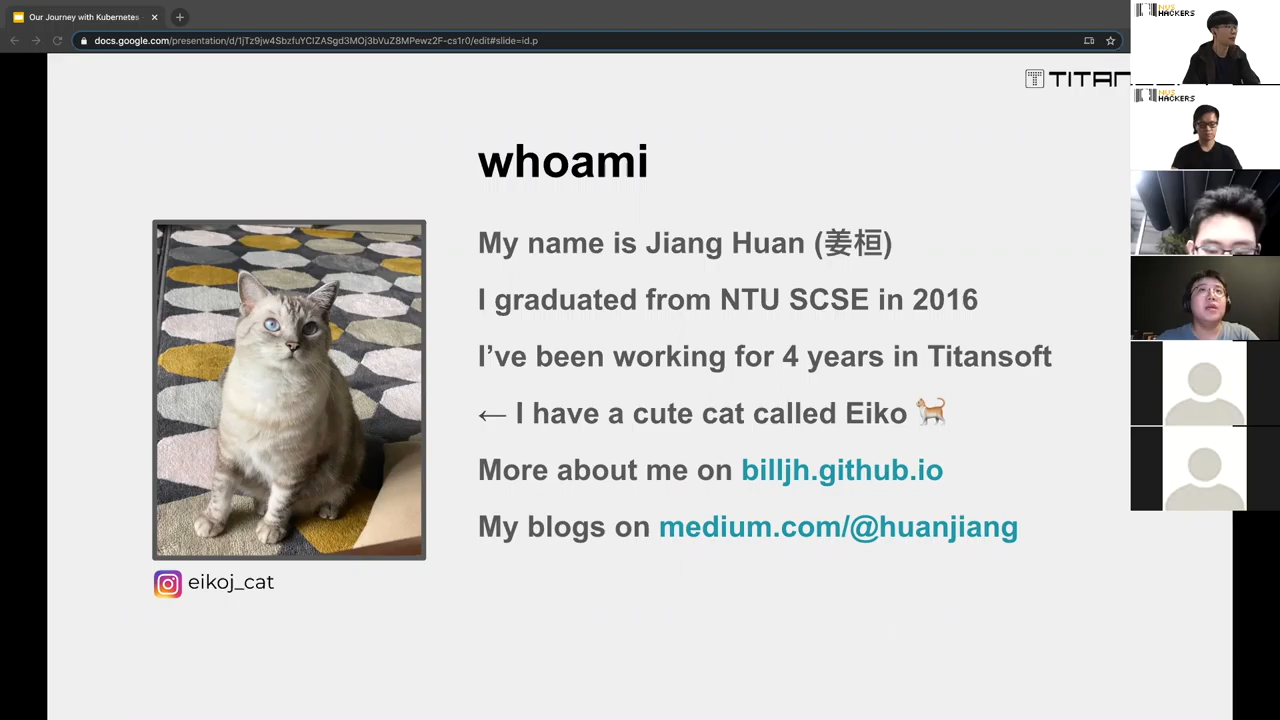 Our Journey with Kubernetes
docs.google.com/presentation/d/1jTz9jw4SbzfuYCIZASgd3MOj3bVuZ8MPewz2F-cs1r0/edit#slide=id.p
NUS
HACKERS
TITAN
NUS
HACKERS
whoami
My name is Jiang Huan (姜桓)
I graduated from NTU SCSE in 2016
I’ve been working for 4 years in Titansoft
← I have a cute cat called Eiko 🐈
More about me on billjh.github.io
My blogs on medium.com/@huanjiang
eikoj_cat